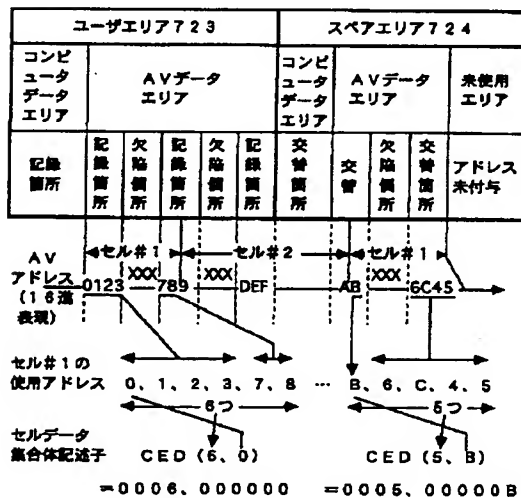 ユーザエリア723
スペアエリア724
コンピュータデータエリア
AVデータエリア
コンピュータデータエリア
AVデータエリア
未使用エリア
記録箇所
記録箇所
欠陥個所
記録箇所
欠陥個所
記録箇所
交替箇所
交替
欠陥個所
交替箇所
アドレス未付与
セル#1
セル#2
セル#1
AVアドレス(16進表現)
0123
XXX
789
XXX
DEF
AB
XXX
6C45
セル#1の使用アドレス
0、1、2、3、7、8 … B、6、C、4、5
6つ
5つ
セルデータ集合体記述子
CED(6、0)
CED(5、B)
=0006、000000
=0005、00000B